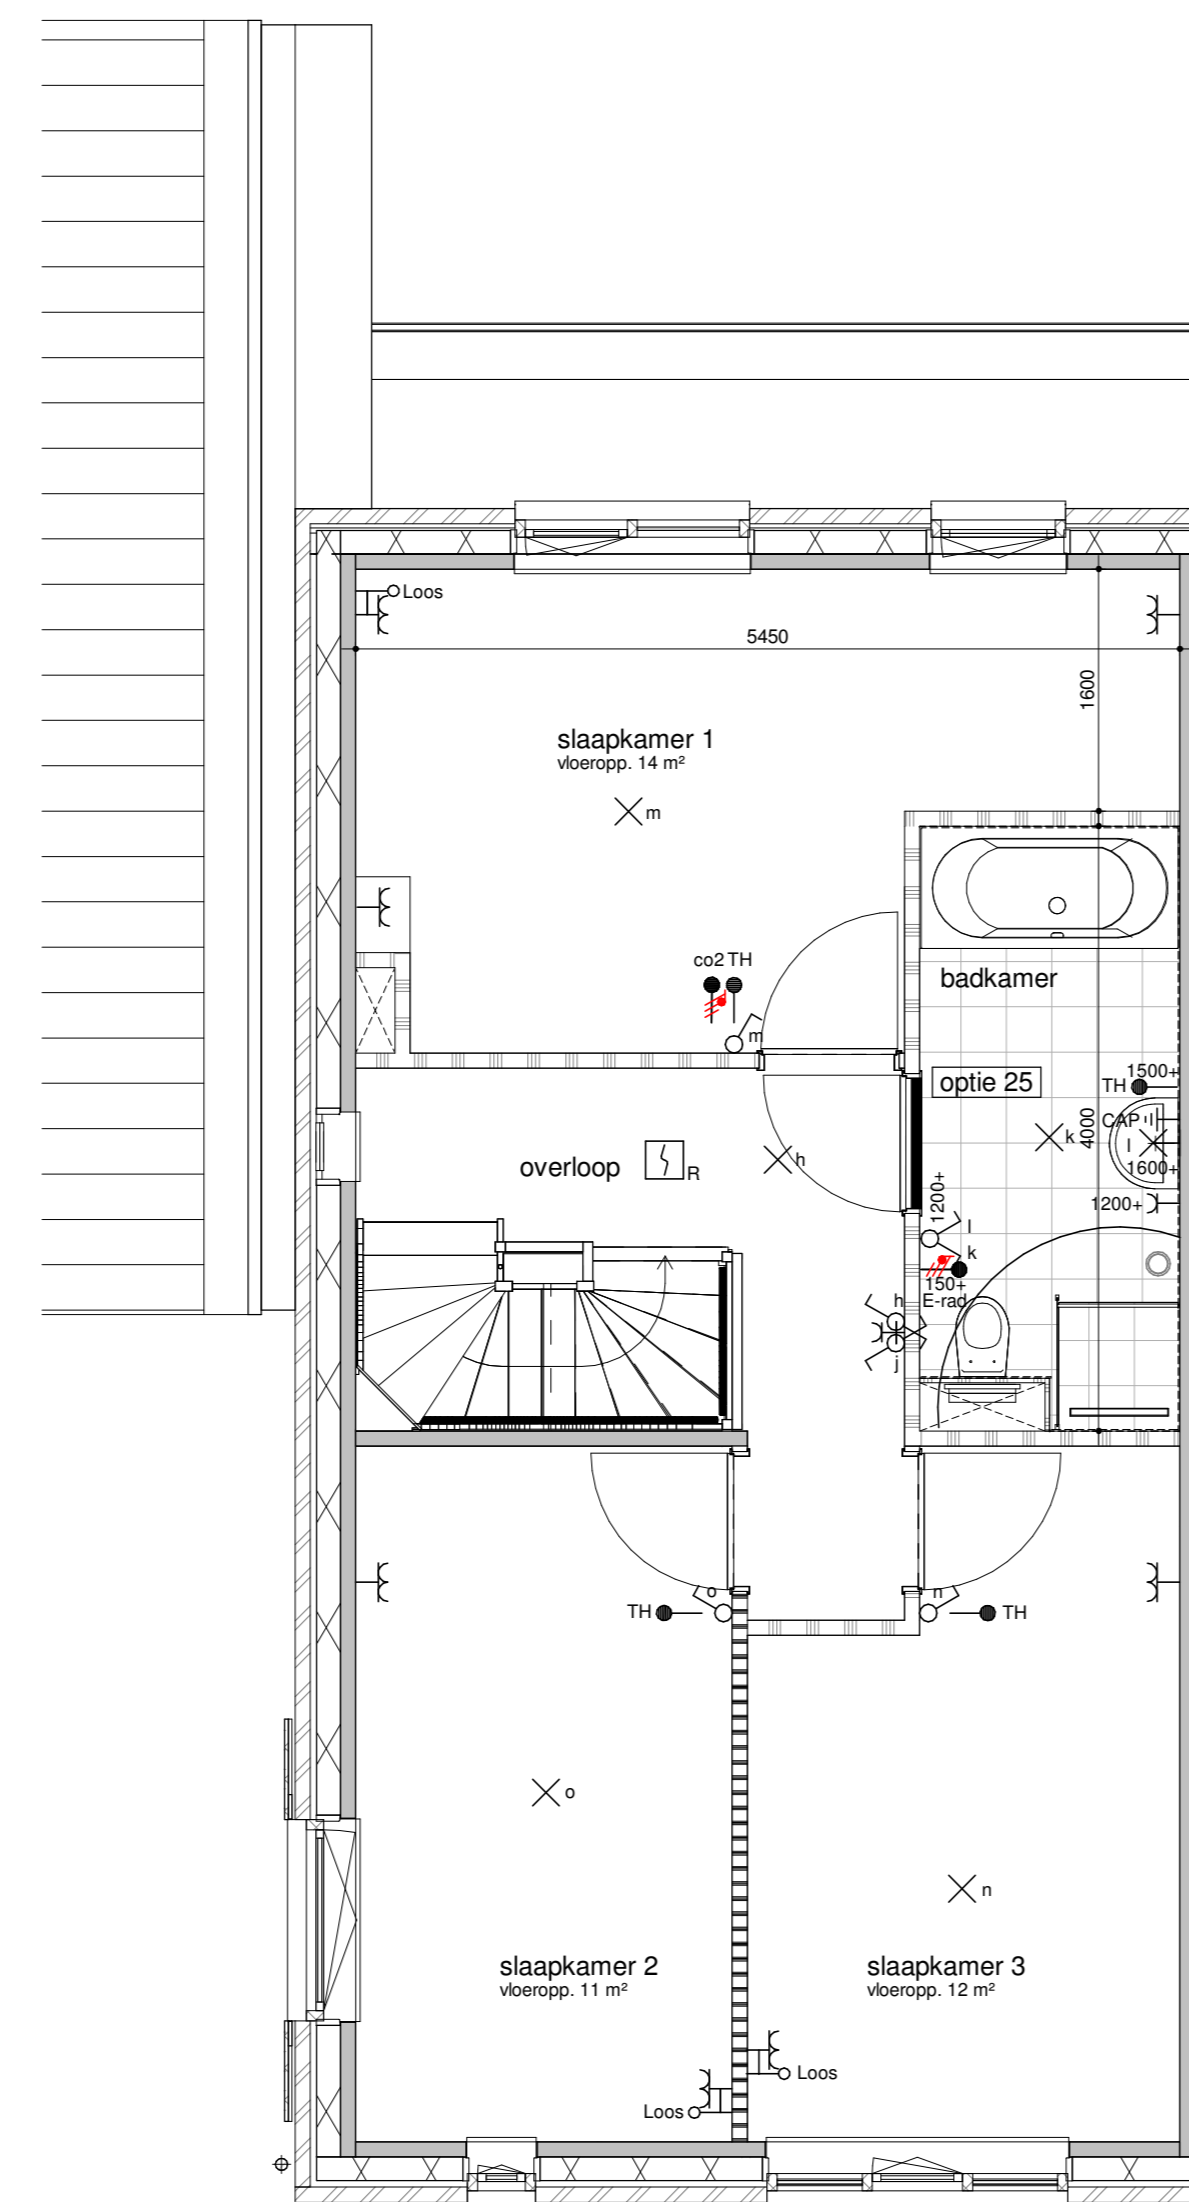 Loos
5450
1600
slaapkamer 1
vloeropp. 14 m²
m
co2 TH
m
badkamer
optie 25
1500+
TH
CAP
k
4000
l
1600+
1200+
1200+
l
k
150+
E-rad
h
j
overloop
R
h
o
TH
n
TH
o
n
slaapkamer 2
vloeropp. 11 m²
slaapkamer 3
vloeropp. 12 m²
Loos
Loos